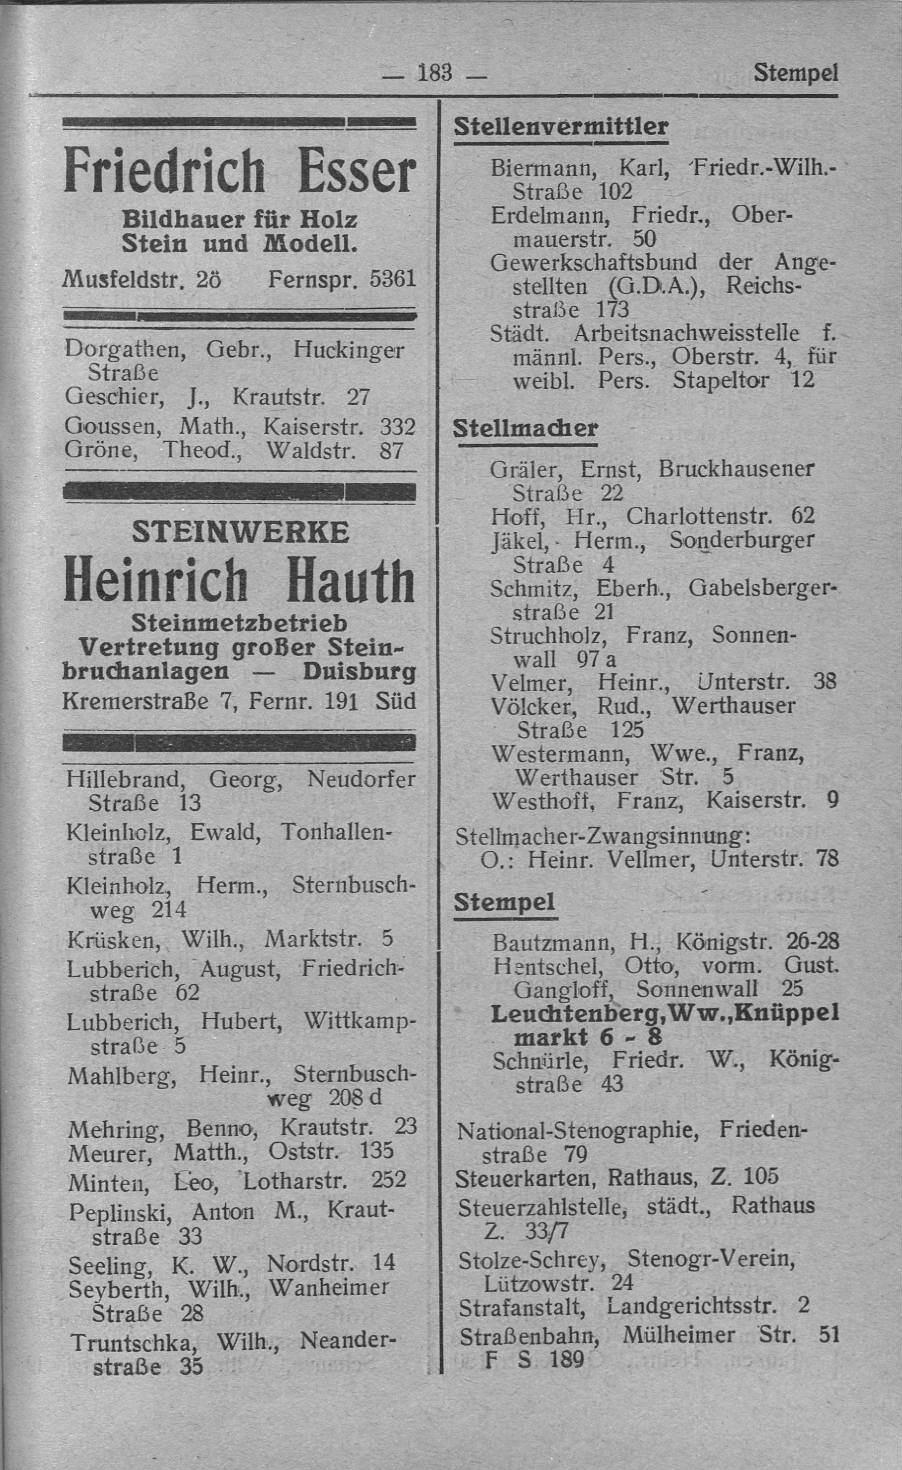 — 183 —
Stempel
Friedrich Esser
Bildhauer für Holz
Stein und Modell.
Musfeldstr. 2ö Fernspr. 5361
Dorgathen, Gebr., Huckinger
Straße
Geschier, J., Krautstr. 27
Goussen, Math., Kaiserstr. 332
Gröne, Theod., Waldstr. 87
STEINWERKE
Heinrich Hauth
Steinmetzbetrieb
Vertretung großer Stein-
bruchanlagen — Duisburg
Kremerstraße 7, Fernr. 191 Süd
Hillebrand, Georg, Neudorfer
Straße 13
Kleinholz, Ewald, Tonhallen-
straße 1
Kleinholz, Herm., Sternbusch-
weg 214
Krüsken, Wilh., Marktstr. 5
Lubberich, August, Friedrich-
straße 62
Lubberich, Hubert, Wittkamp-
straße 5
Mahlberg, Heinr., Sternbusch-
weg 208 d
Mehring, Benno, Krautstr. 23
Meurer, Matth., Oststr. 135
Minten, Leo, Lotharstr. 252
Peplinski, Anton M., Kraut-
straße 33
Seeling, K. W., Nordstr. 14
Seyberth, Wilh., Wanheimer
Straße 28
Truntschka, Wilh., Neander-
straße 35
Stellenvermittler
Biermann, Karl, Friedr.-Wilh.-
Straße 102
Erdelmann, Friedr., Ober-
mauerstr. 50
Gewerkschaftsbund der Ange-
stellten (G.D.A.), Reichs-
straße 173
Städt. Arbeitsnachweisstelle f.
männl. Pers., Oberstr. 4, für
weibl. Pers. Stapeltor 12
Stellmacher
Gräler, Ernst, Bruckhausener
Straße 22
Hoff, Hr., Charlottenstr. 62
Jäkel, Herm., Sonderburger
Straße 4
Schmitz, Eberh., Gabelsberger-
straße 21
Struchholz, Franz, Sonnen-
wall 97 a
Velmer, Heinr., Unterstr. 38
Völcker, Rud., Werthauser
Straße 125
Westermann, Wwe., Franz,
Werthauser Str. 5
Westhoff, Franz, Kaiserstr. 9
Stellmacher-Zwangsinnung:
O.: Heinr. Vellmer, Unterstr. 78
Stempel
Bautzmann, H., Königstr. 26-28
Hentschel, Otto, vorm. Gust.
Gangloff, Sonnenwall 25
Leuchtenberg,Ww.,Knüppel
markt 6 - 8
Schnürle, Friedr. W., König-
straße 43
National-Stenographie, Frieden-
straße 79
Steuerkarten, Rathaus, Z. 105
Steuerzahlstelle, städt., Rathaus
Z. 33/7
Stolze-Schrey, Stenogr-Verein,
Lützowstr. 24
Strafanstalt, Landgerichtsstr. 2
Straßenbahn, Mülheimer Str. 51
F S 189